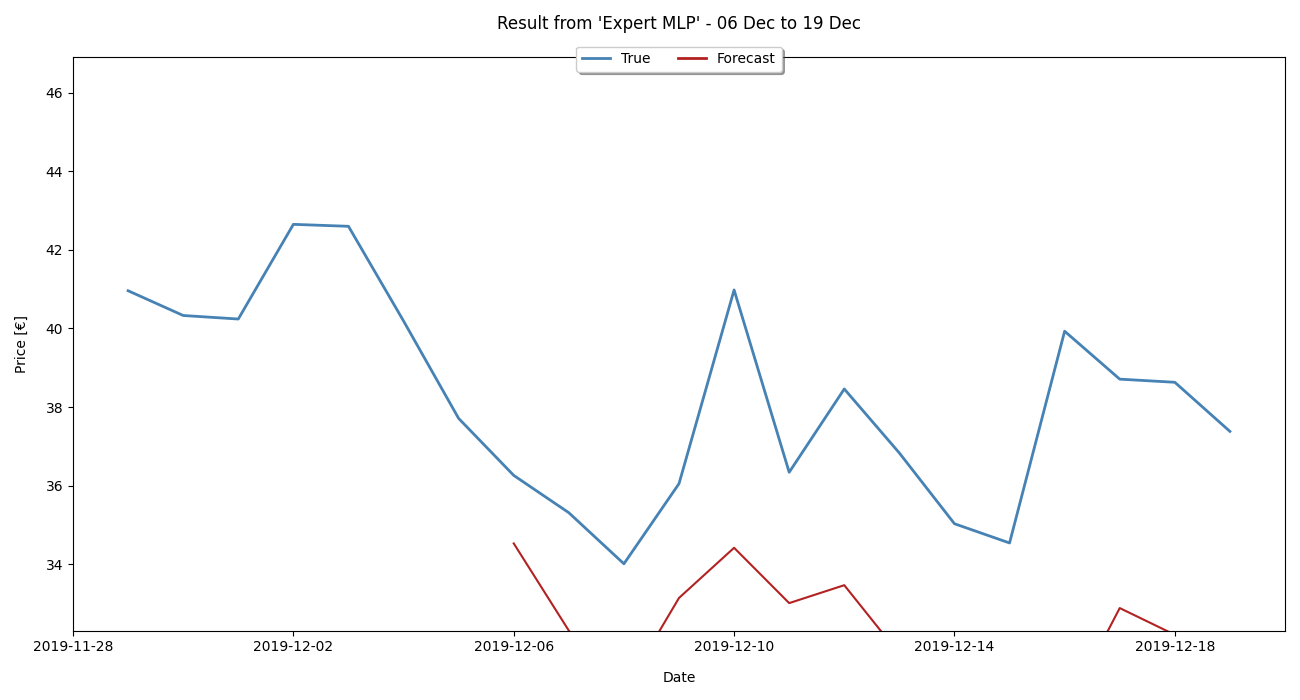 Result from 'Expert MLP' - 06 Dec to 19 Dec
True Forecast
46
44
42
40
38
36
34
Price [€]
2019-11-28 2019-12-02 2019-12-06 2019-12-10 2019-12-14 2019-12-18
Date